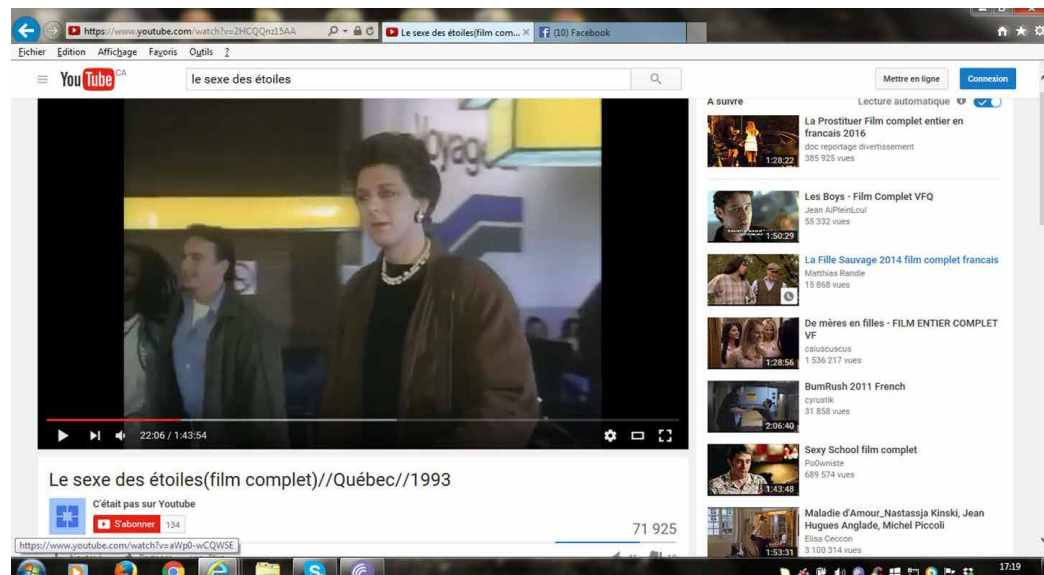 https://www.youtube.com/watch?v=2HCQQnz15AA
Le sexe des étoiles(film com...
(10) Facebook
Fichier Edition Affichage Favoris Outils ?
YouTube CA
le sexe des étoiles
Mettre en ligne
Connexion
Voyag
22:06 / 1:43:54
Le sexe des étoiles(film complet)//Québec//1993
C'était pas sur Youtube
S'abonner 134
71 925
https://www.youtube.com/watch?v=aWp0-wCQWSE
A suivre
Lecture automatique
La Prostituer Film complet entier en
francais 2016
doc reportage divertissement
385 925 vues
1:28:22
Les Boys - Film Complet VFQ
Jean AiPleinLcul
55 332 vues
1:50:29
La Fille Sauvage 2014 film complet francais
Matthias Randle
15 868 vues
De mères en filles - FILM ENTIER COMPLET
VF
caiuscuscus
1 536 217 vues
1:28:56
BumRush 2011 French
cyrustik
31 858 vues
2:06:40
Sexy School film complet
Po0wniste
689 574 vues
1:43:48
Maladie d'Amour_Nastassja Kinski, Jean
Hugues Anglade, Michel Piccoli
Elisa Ceccon
3 100 314 vues
1:53:31
17:19